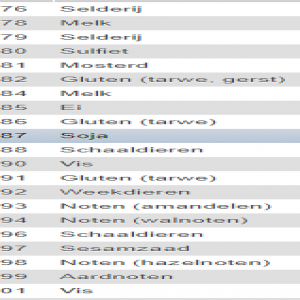 76 Selderij
78 Melk
79 Selderij
80 Sulfiet
81 Mosterd
82 Gluten (tarwe, gerst)
84 Melk
85 Ei
86 Gluten (tarwe)
87 Soja
88 Schaaldieren
90 Vis
91 Gluten (tarwe)
92 Weekdieren
93 Noten (amandelen)
94 Noten (walnoten)
96 Schaaldieren
97 Sesamzaad
98 Noten (hazelnoten)
99 Aardnoten
01 Vis